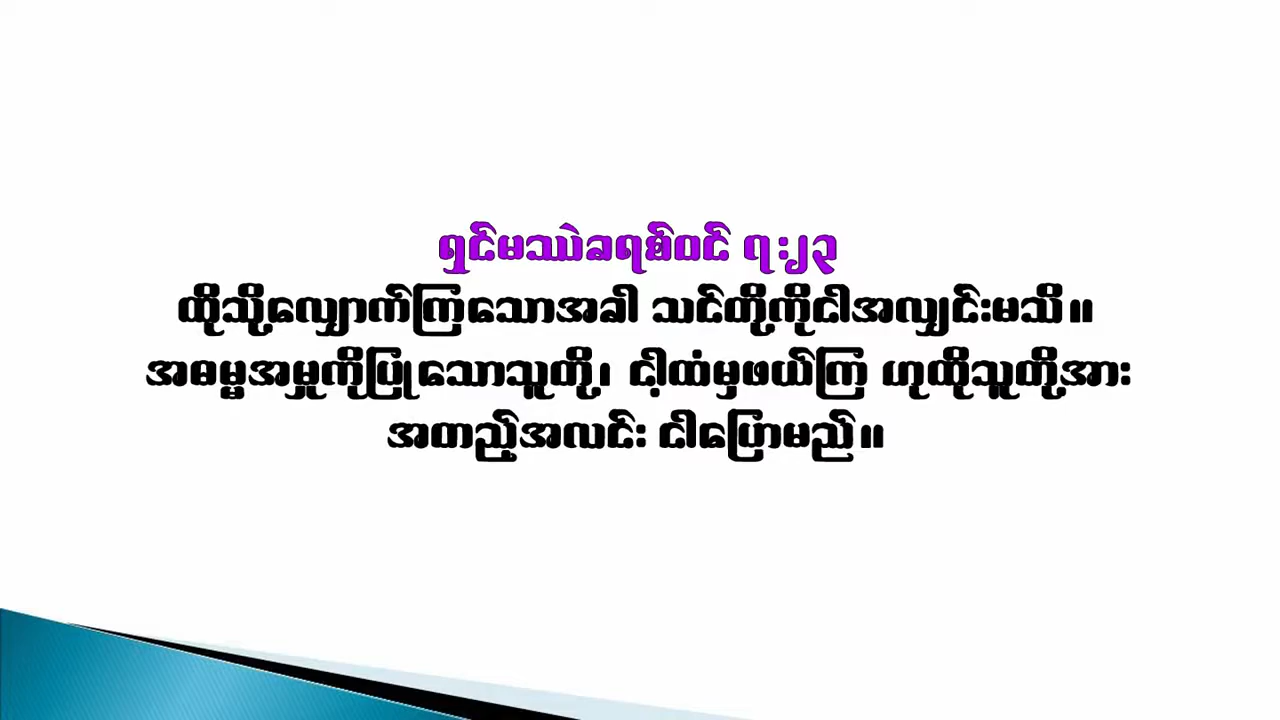 ရှင်မဿဲခရစ်ဝင် ၇:၂၃
ထိုသို့လျှောက်ကြသောအခါ သင်တို့ကိုငါအလျှင်းမသိ။
အဓမ္မအမှုကိုပြုသောသူတို့၊ ငါ့ထံမှဖယ်ကြ ဟုထိုသူတို့အား
အတည့်အလင်း ငါပြောမည်။